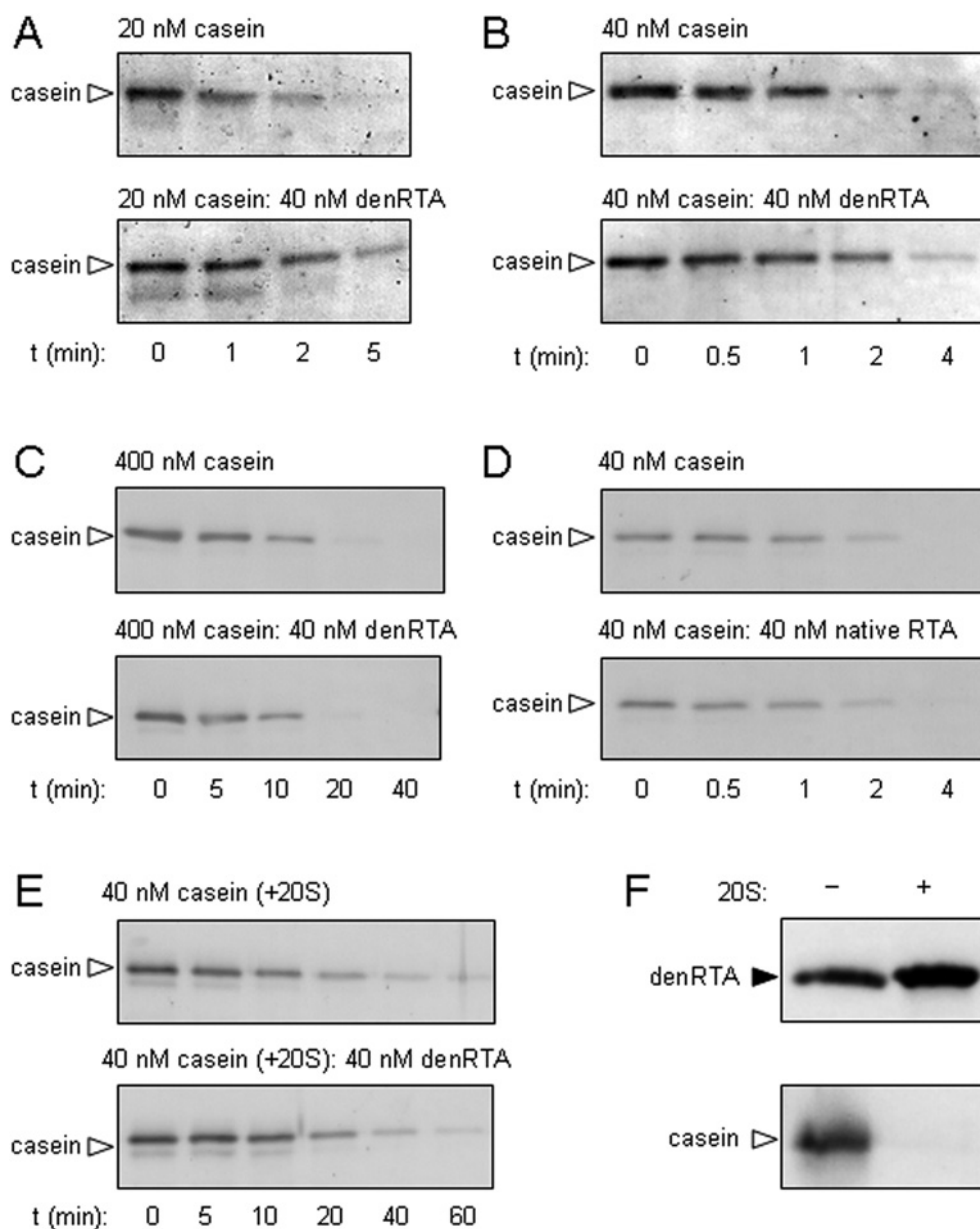 A
20 nM casein
casein
20 nM casein: 40 nM denRTA
casein
t (min): 0 1 2 5
B
40 nM casein
casein
40 nM casein: 40 nM denRTA
casein
t (min): 0 0.5 1 2 4
C
400 nM casein
casein
400 nM casein: 40 nM denRTA
casein
t (min): 0 5 10 20 40
D
40 nM casein
casein
40 nM casein: 40 nM native RTA
casein
t (min): 0 0.5 1 2 4
E
40 nM casein (+20S)
casein
40 nM casein (+20S): 40 nM denRTA
casein
t (min): 0 5 10 20 40 60
F
20S: − +
denRTA
casein